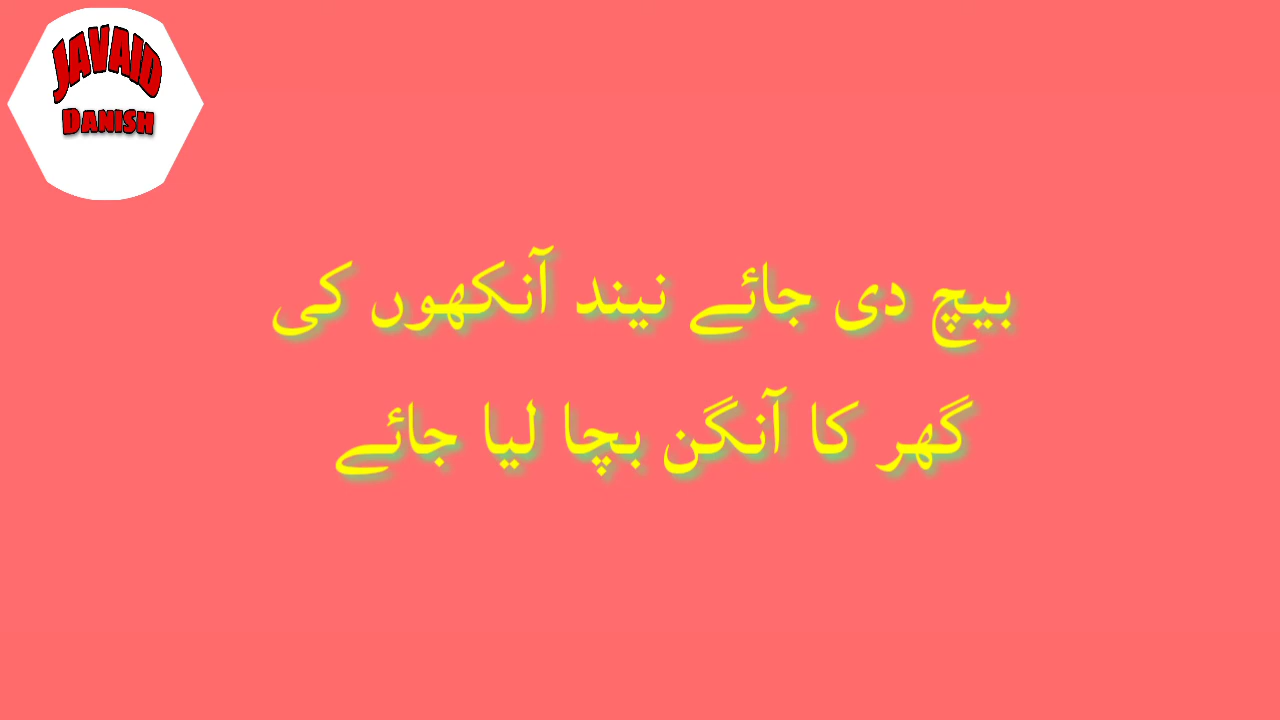 JAVAID
DANISH
بیچ دی جائے نیند آنکھوں کی
گھر کا آنگن بچا لیا جائے